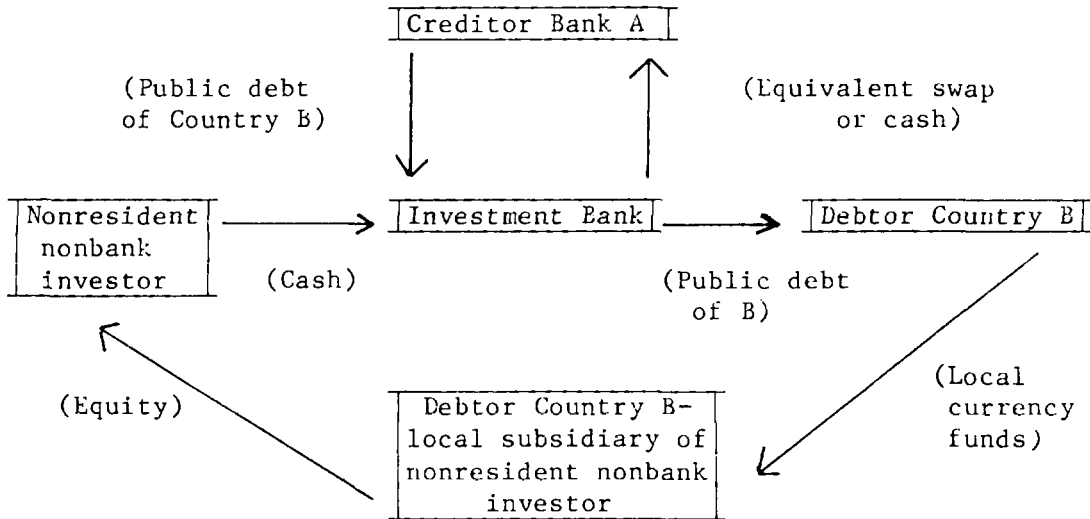 Creditor Bank A
(Public debt
of Country B)
(Equivalent swap
or cash)
Nonresident
nonbank
investor
(Cash)
Investment Bank
(Public debt
of B)
Debtor Country B
(Equity)
Debtor Country B-
local subsidiary of
nonresident nonbank
investor
(Local
currency
funds)